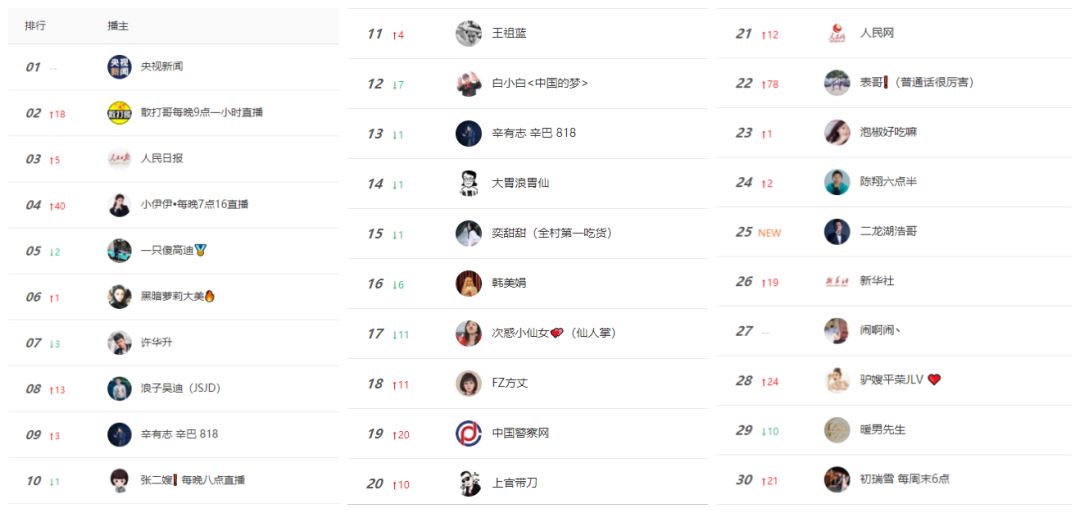 排行 播主
01 -- 央视新闻
02 ↑18 散打哥每晚9点一小时直播
03 ↑5 人民日报
04 ↑40 小伊伊•每晚7点16直播
05 ↓2 一只傻高迪🏅
06 ↑1 黑暗萝莉大美🔥
07 ↓3 许华升
08 ↑13 浪子吴迪（JSJD）
09 ↑3 辛有志 辛巴 818
10 ↓1 张二嫂 每晚八点直播
11 ↑4 王祖蓝
12 ↓7 白小白<中国的梦>
13 ↓1 辛有志 辛巴 818
14 ↓1 大胃浪胃仙
15 ↓1 奕甜甜（全村第一吃货）
16 ↓6 韩美娟
17 ↓11 次惑小仙女💝（仙人掌）
18 ↑11 FZ方丈
19 ↑20 中国警察网
20 ↑10 上官带刀
21 ↑12 人民网
22 ↑78 表哥（普通话很厉害）
23 ↑1 泡椒好吃嘛
24 ↑2 陈翔六点半
25 NEW 二龙湖浩哥
26 ↑19 新华社
27 -- 闹啊闹丶
28 ↑24 驴嫂平荣JLV ❤
29 ↓10 暖男先生
30 ↑21 初瑞雪 每周末6点